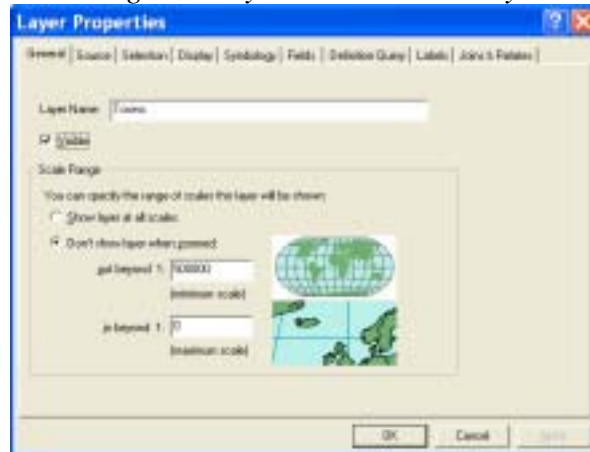 Layer Properties
General Source Selection Display Symbology Fields Definition Query Labels Joins & Relates
Layer Name: Towns
Visible
Scale Range
You can specify the range of scales this layer will be shown:
Show layer at all scales
Don't show layer when zoomed:
out beyond 1: 500000
(minimum scale)
in beyond 1: 0
(maximum scale)
OK Cancel Apply